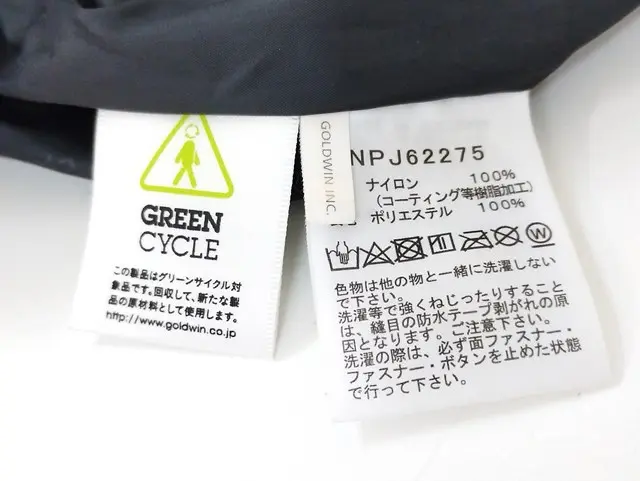 GREEN
CYCLE
この製品はグリーンサイクル対
象品です。回収して、新たな製
品の原材料として使用します。
http://www.goldwin.co.jp
GOLDWIN INC.
NPJ62275
ナイロン 100%
(コーティング等樹脂加工)
ポリエステル 100%
色物は他の物と一緒に洗濯しない
で下さい。
洗濯等で強くねじったりすること
は、縫目の防水テープ剥がれの原
因となります。ご注意下さい。
洗濯の際は、必ず面ファスナー・
ファスナー・ボタンを止めた状態
で行って下さい。